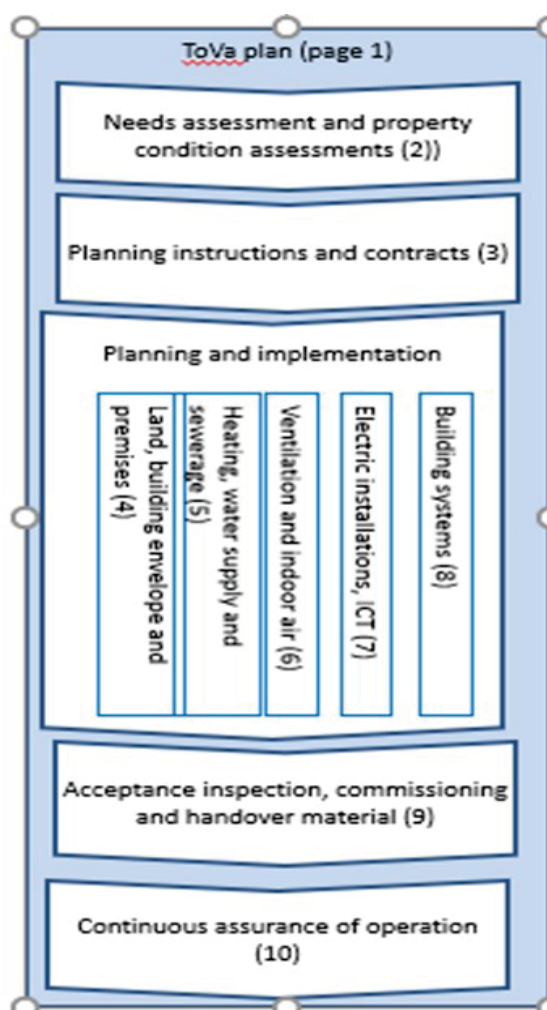 ToVa plan (page 1)
Needs assessment and property
condition assessments (2))
Planning instructions and contracts (3)
Planning and implementation
Land, building envelope and
premises (4)
Heating, water supply and
sewerage (5)
Ventilation and indoor air (6)
Electric installations, ICT (7)
Building systems (8)
Acceptance inspection, commissioning
and handover material (9)
Continuous assurance of operation
(10)